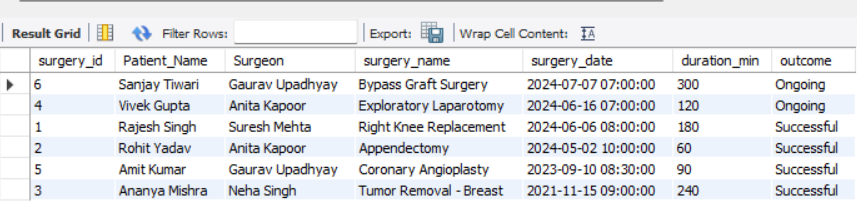 Result Grid Filter Rows: Export: Wrap Cell Content: IA
surgery_id Patient_Name Surgeon surgery_name surgery_date duration_min outcome
6 Sanjay Tiwari Gaurav Upadhyay Bypass Graft Surgery 2024-07-07 07:00:00 300 Ongoing
4 Vivek Gupta Anita Kapoor Exploratory Laparotomy 2024-06-16 07:00:00 120 Ongoing
1 Rajesh Singh Suresh Mehta Right Knee Replacement 2024-06-06 08:00:00 180 Successful
2 Rohit Yadav Anita Kapoor Appendectomy 2024-05-02 10:00:00 60 Successful
5 Amit Kumar Gaurav Upadhyay Coronary Angioplasty 2023-09-10 08:30:00 90 Successful
3 Ananya Mishra Neha Singh Tumor Removal - Breast 2021-11-15 09:00:00 240 Successful